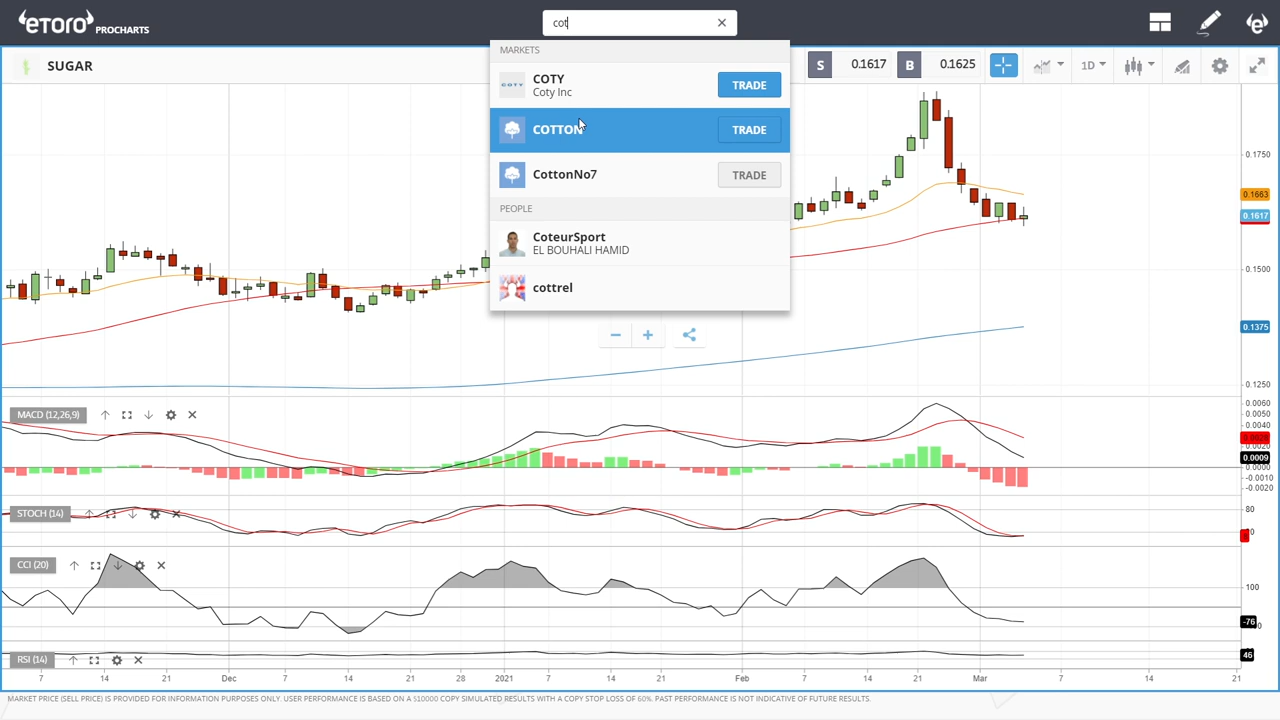 eTORO PROCHARTS
cot
MARKETS
COTY
Coty Inc
TRADE
COTTON
TRADE
CottonNo7
TRADE
PEOPLE
CoteurSport
EL BOUHALI HAMID
cottrel
SUGAR
S 0.1617 B 0.1625
1D
0.1750
0.1663
0.1617
0.1500
0.1375
0.1250
MACD (12,26,9)
0.0060
0.0050
0.0040
0.0026
0.0009
0.0000
-0.0010
-0.0020
STOCH (14)
80
CCI (20)
100
-76
RSI (14)
46
7 14 21 Dec 7 14 21 28 2021 7 14 21 Feb 7 14 21 Mar 7 14 21
MARKET PRICE (SELL PRICE) IS PROVIDED FOR INFORMATION PURPOSES ONLY. USER PERFORMANCE IS BASED ON A $10000 COPY SIMULATED RESULTS WITH A COPY STOP LOSS OF 60%. PAST PERFORMANCE IS NOT INDICATIVE OF FUTURE RESULTS.